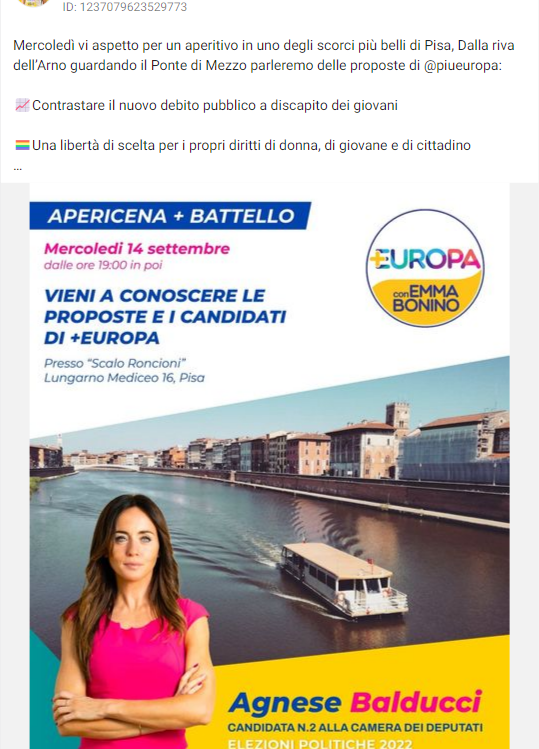 ID: 1237079623529773
Mercoledì vi aspetto per un aperitivo in uno degli scorci più belli di Pisa, Dalla riva
dell'Arno guardando il Ponte di Mezzo parleremo delle proposte di @piueuropa:
📈Contrastare il nuovo debito pubblico a discapito dei giovani
🏳️‍🌈Una libertà di scelta per i propri diritti di donna, di giovane e di cittadino
...
APERICENA + BATTELLO
Mercoledì 14 settembre
dalle ore 19:00 in poi
VIENI A CONOSCERE LE
PROPOSTE E I CANDIDATI
DI +EUROPA
Presso "Scalo Roncioni"
Lungarno Mediceo 16, Pisa
+EUROPA
con EMMA
BONINO
Agnese Balducci
CANDIDATA N.2 ALLA CAMERA DEI DEPUTATI
ELEZIONI POLITICHE 2022